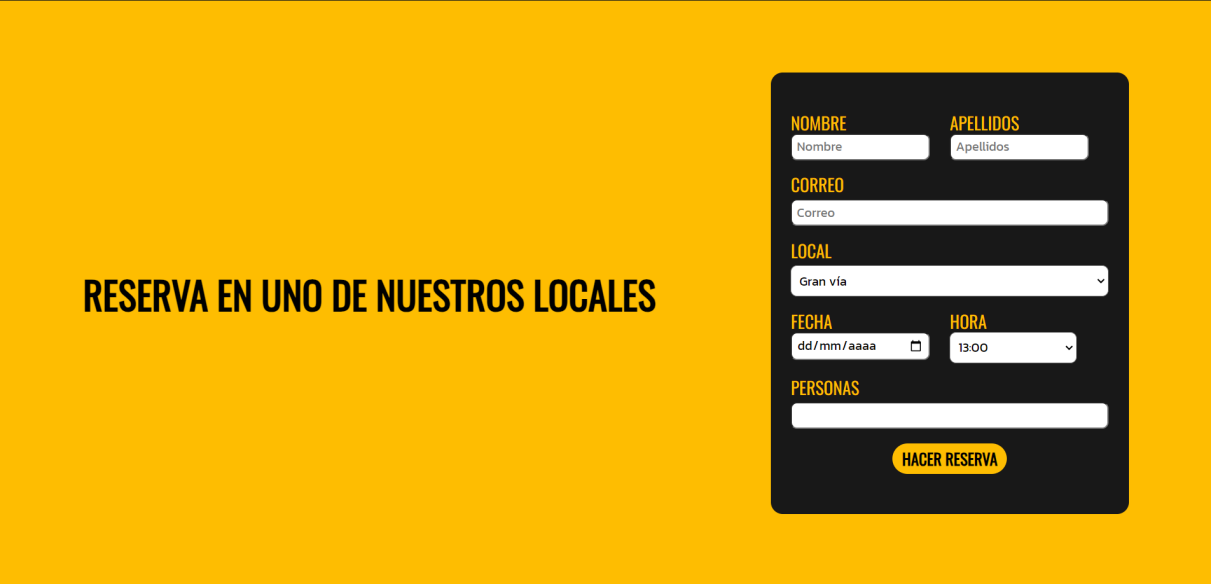 RESERVA EN UNO DE NUESTROS LOCALES
NOMBRE APELLIDOS
Nombre Apellidos
CORREO
Correo
LOCAL
Gran vía
FECHA HORA
dd/mm/aaaa 13:00
PERSONAS
HACER RESERVA